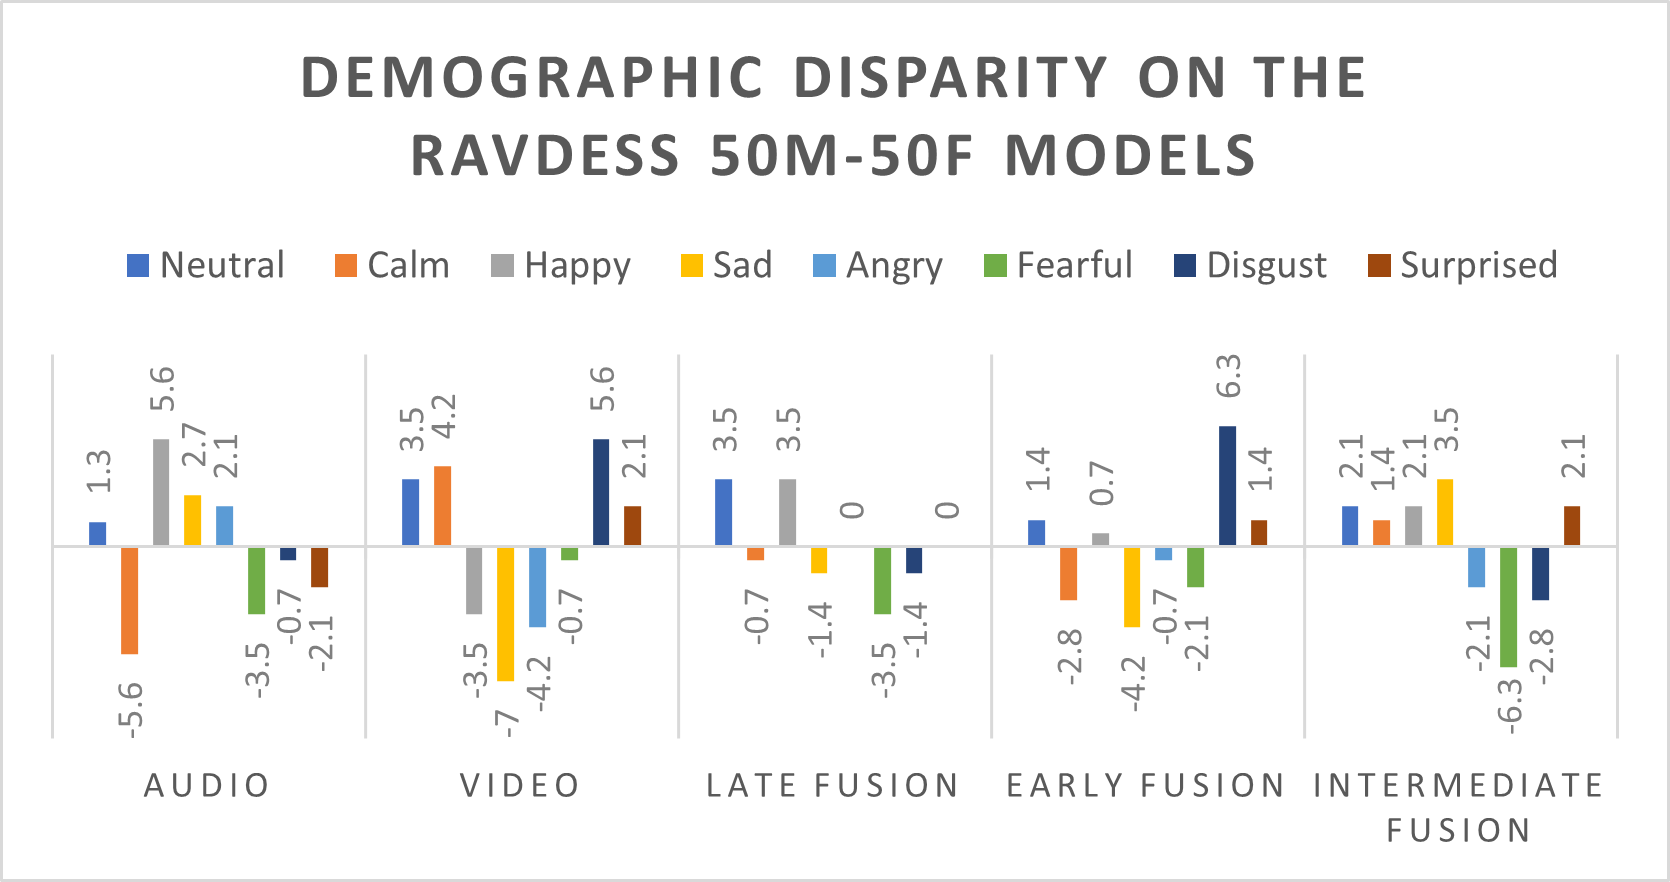 DEMOGRAPHIC DISPARITY ON THE
RAVDESS 50M-50F MODELS
Neutral Calm Happy Sad Angry Fearful Disgust Surprised
1.3 -5.6 5.6 2.7 2.1 -3.5 -0.7 -2.1
3.5 4.2 -3.5 -7 -4.2 -0.7 5.6 2.1
3.5 -0.7 3.5 -1.4 0 -3.5 -1.4 0
1.4 -2.8 0.7 -4.2 -0.7 -2.1 6.3 1.4
2.1 1.4 2.1 3.5 -2.1 -6.3 -2.8 2.1
AUDIO VIDEO LATE FUSION EARLY FUSION INTERMEDIATE
FUSION